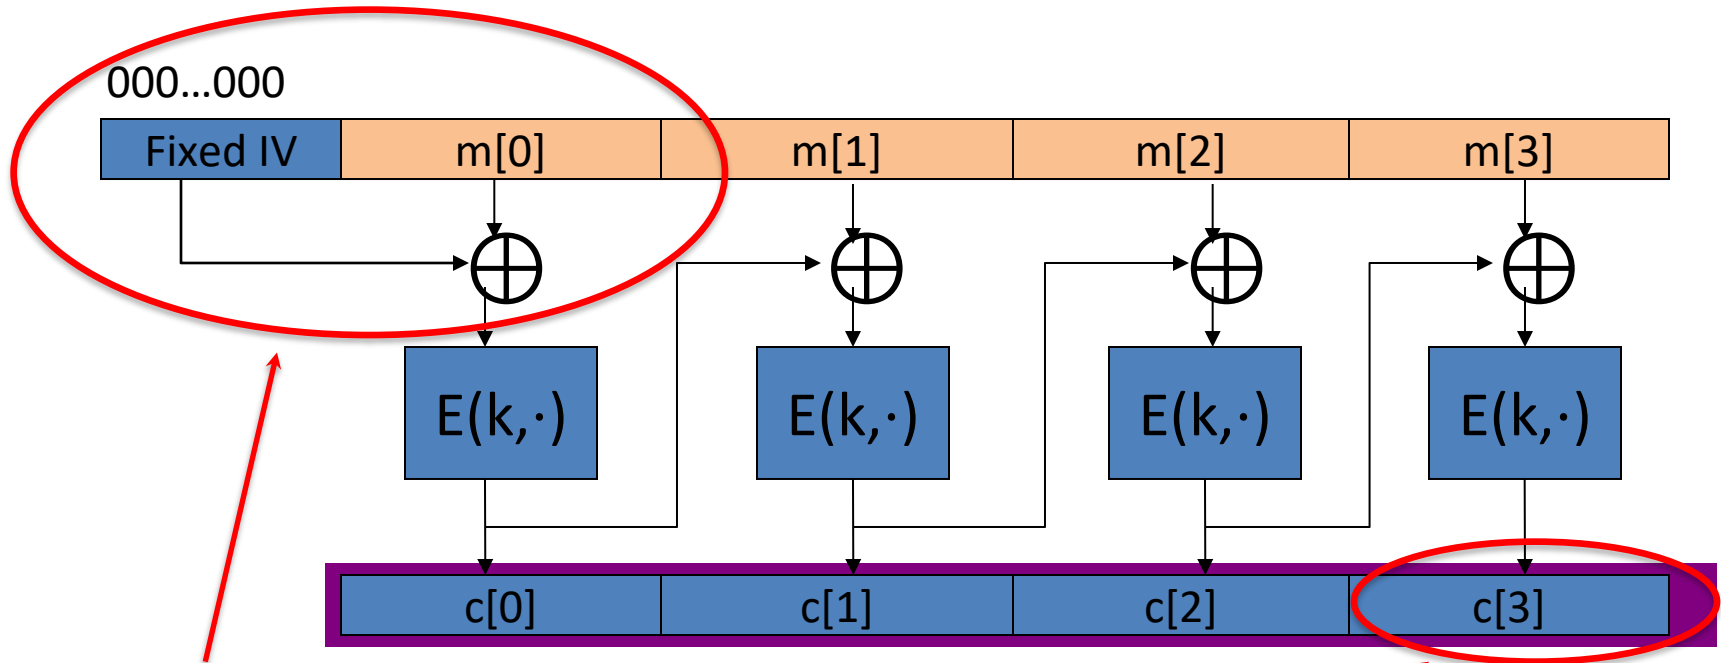 000...000
Fixed IV m[0] m[1] m[2] m[3]
E(k,·) E(k,·) E(k,·) E(k,·)
c[0] c[1] c[2] c[3]